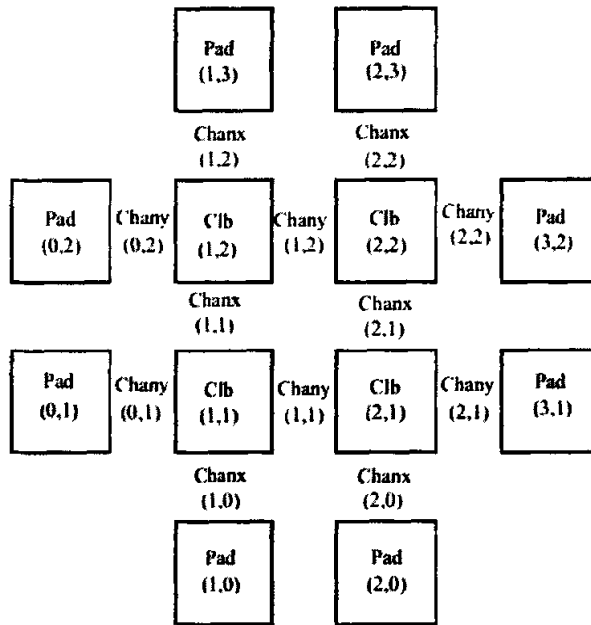 Pad
(1,3)
Pad
(2,3)
Chanx
(1,2)
Chanx
(2,2)
Pad
(0,2)
Chany
(0,2)
Clb
(1,2)
Chany
(1,2)
Clb
(2,2)
Chany
(2,2)
Pad
(3,2)
Chanx
(1,1)
Chanx
(2,1)
Pad
(0,1)
Chany
(0,1)
Clb
(1,1)
Chany
(1,1)
Clb
(2,1)
Chany
(2,1)
Pad
(3,1)
Chanx
(1,0)
Chanx
(2,0)
Pad
(1,0)
Pad
(2,0)